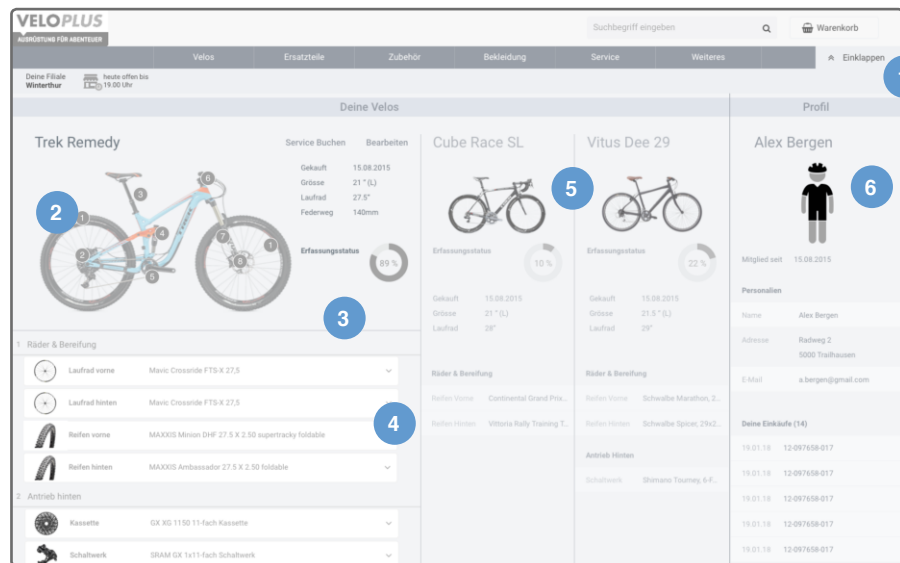 VELOPLUS
AUSRÜSTUNG FÜR ABENTEUER
Suchbegriff eingeben
Warenkorb
Velos Ersatzteile Zubehör Bekleidung Service Weiteres
Einklappen
1
Deine Filiale
Winterthur
heute offen bis
19.00 Uhr
Deine Velos
Profil
Trek Remedy
Service Buchen Bearbeiten
Gekauft 15.08.2015
Grösse 21 " (L)
Laufrad 27.5"
Federweg 140mm
Erfassungsstatus
89 %
2
1
2
3
4
5
6
7
8
1
3
1 Räder & Bereifung
Laufrad vorne Mavic Crossride FTS-X 27,5
Laufrad hinten Mavic Crossride FTS-X 27,5
Reifen vorne MAXXIS Minion DHF 27.5 X 2.50 supertracky foldable
Reifen hinten MAXXIS Ambassador 27.5 X 2.50 foldable
4
2 Antrieb hinten
Kassette GX XG 1150 11-fach Kassette
Schaltwerk SRAM GX 1x11-fach Schaltwerk
Cube Race SL
5
Erfassungsstatus
10 %
Gekauft 15.08.2015
Grösse 21 " (L)
Laufrad 28"
Räder & Bereifung
Reifen Vorne Continental Grand Prix...
Reifen Hinten Vittoria Rally Training T...
Vitus Dee 29
Erfassungsstatus
22 %
Gekauft 15.08.2015
Grösse 21.5 " (L)
Laufrad 29"
Räder & Bereifung
Reifen Vorne Schwalbe Marathon, 2...
Reifen Hinten Schwalbe Spicer, 29x2...
Antrieb Hinten
Schaltwerk Shimano Tourney, 6-F...
Alex Bergen
6
Mitglied seit 15.08.2015
Personalien
Name Alex Bergen
Adresse Radweg 2
5000 Trailhausen
E-Mail a.bergen@gmail.com
Deine Einkäufe (14)
19.01.18 12-097658-017
19.01.18 12-097658-017
19.01.18 12-097658-017
19.01.18 12-097658-017
19.01.18 12-097658-017